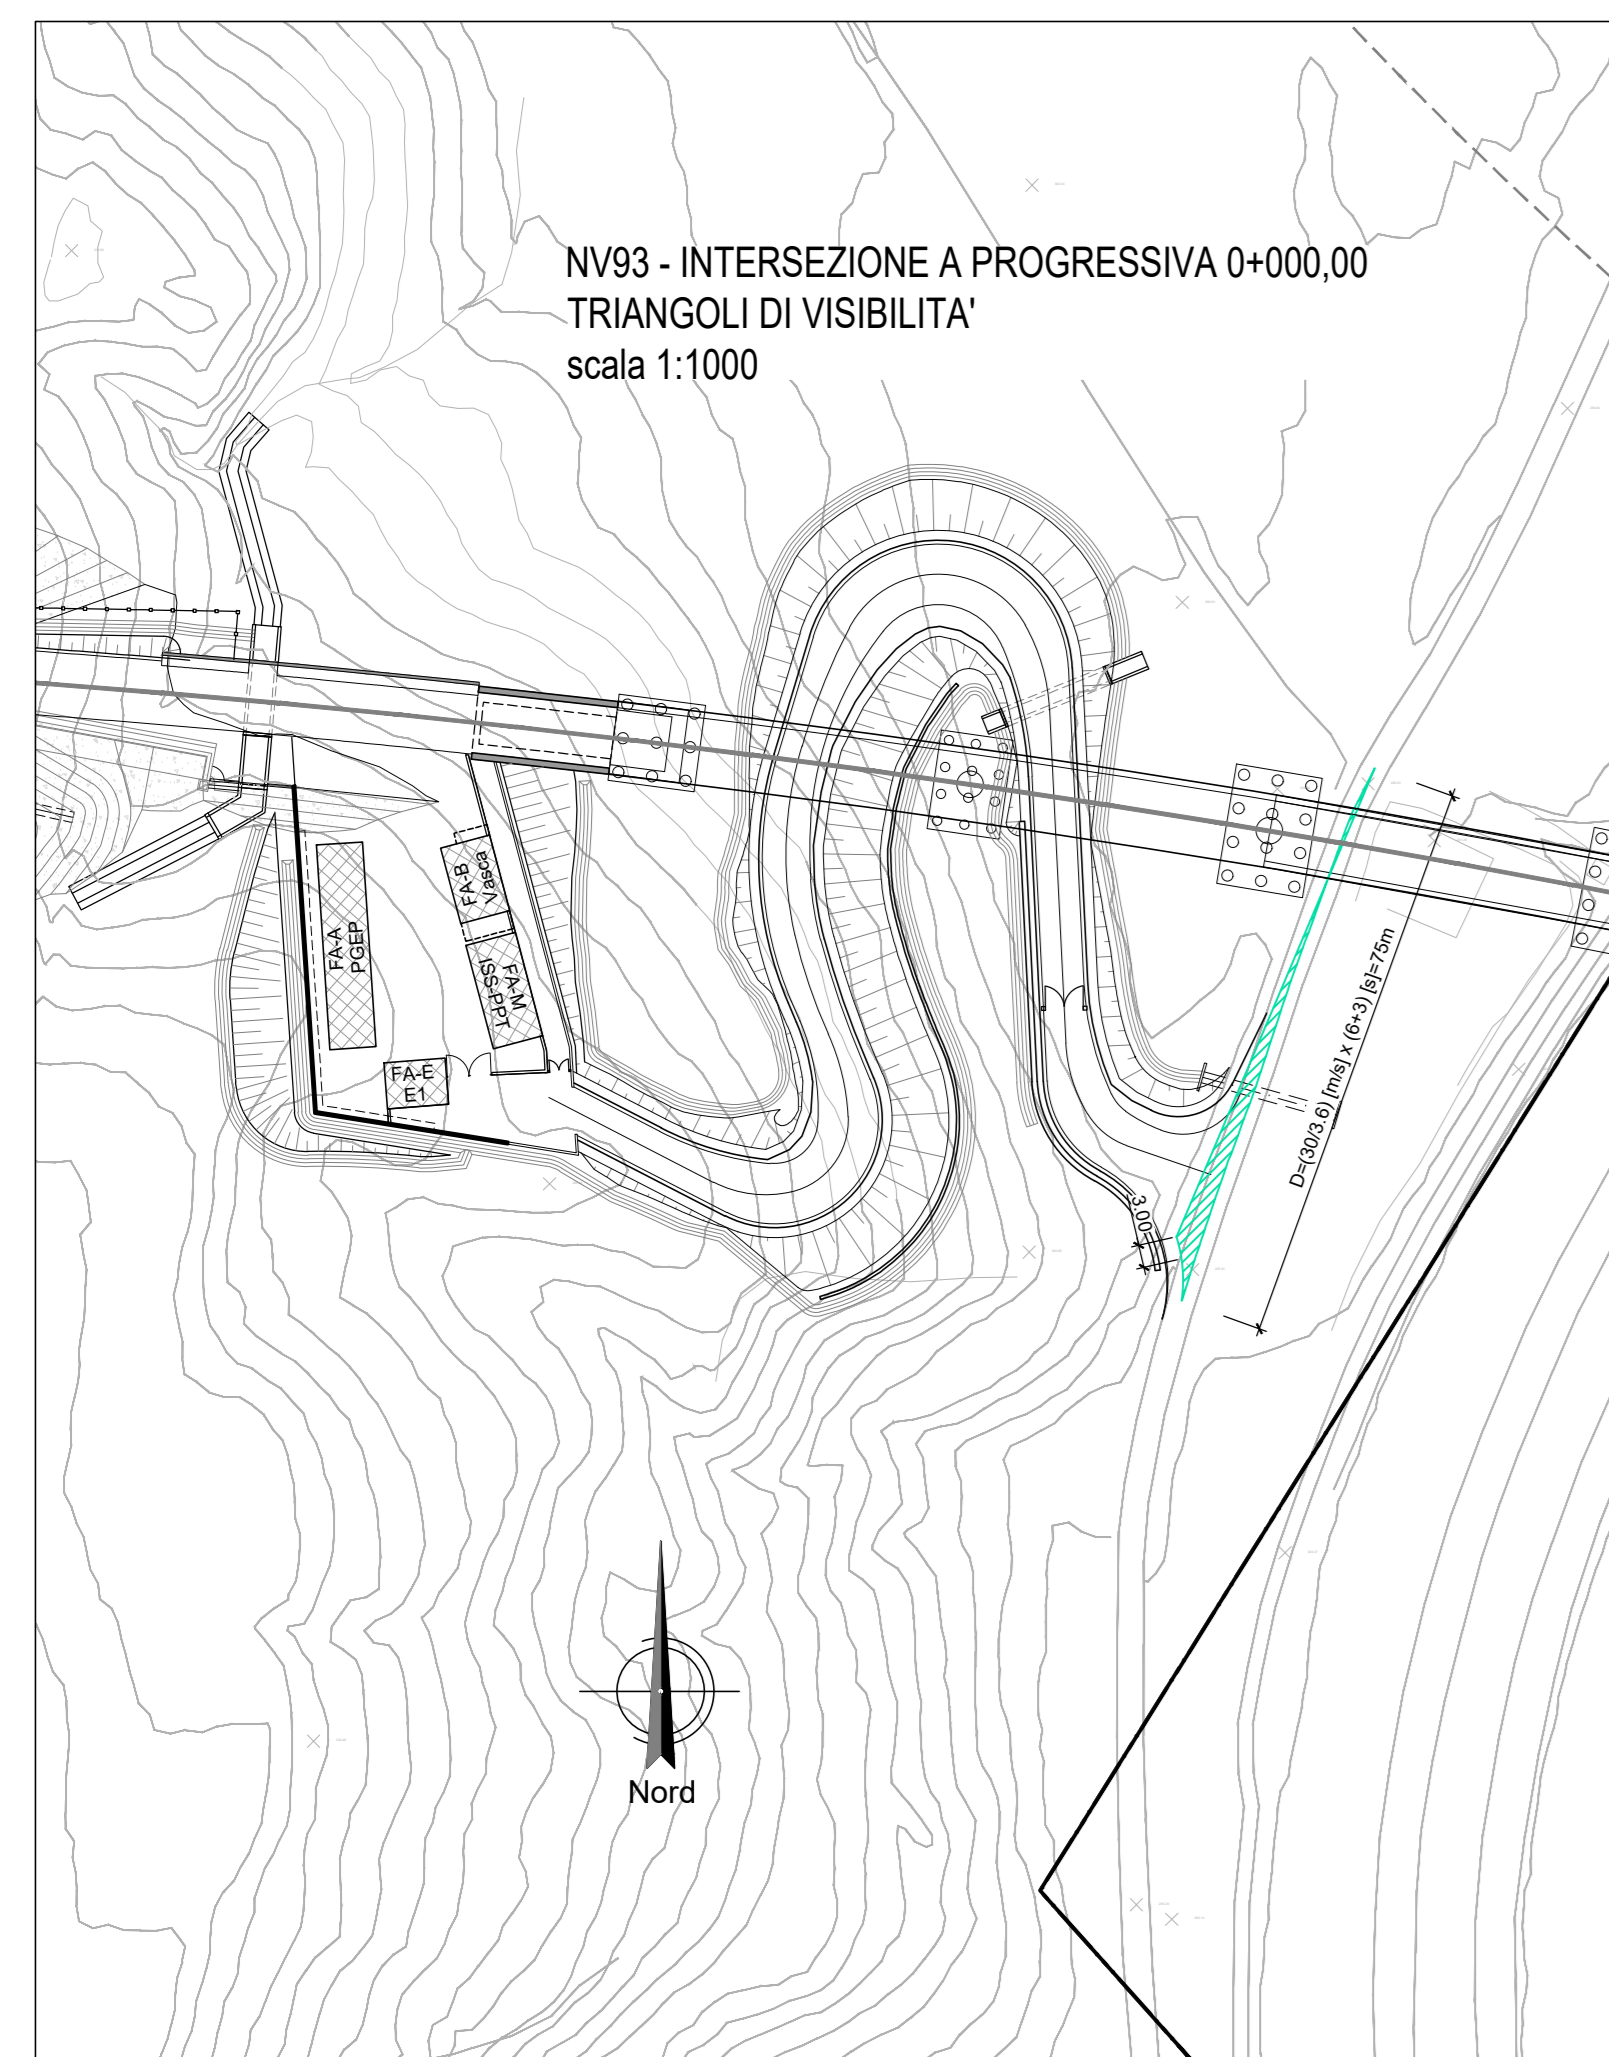 NV93 - INTERSEZIONE A PROGRESSIVA 0+000,00
TRIANGOLI DI VISIBILITA'
scala 1:1000
FA-A
PGEP
FA-B
Vasca
FA-M
ISS-PPT
FA-E
E1
D=(30/3.6) [m/s] x (6+3) [s]=75m
3.00
Nord